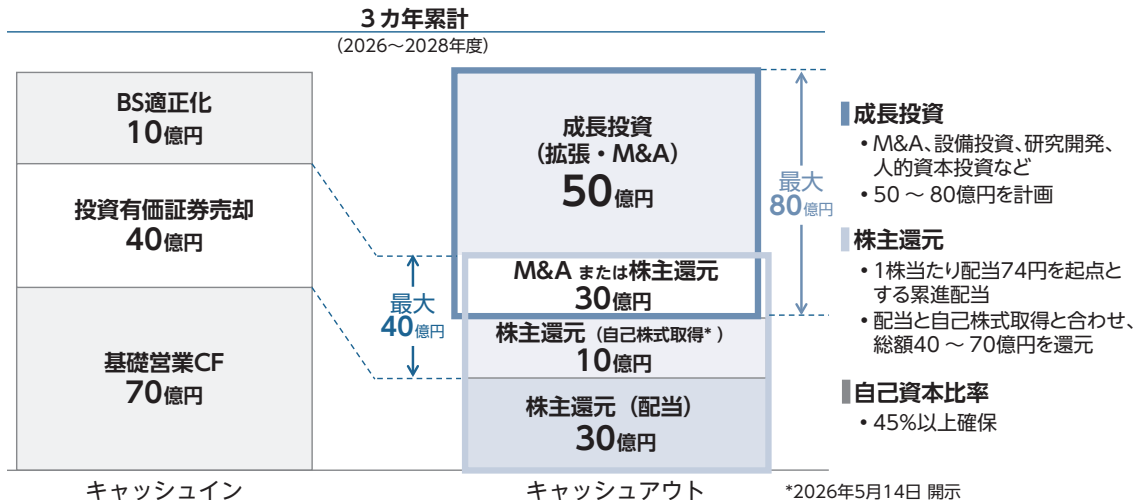 3カ年累計
(2026～2028年度)
BS適正化
10億円
投資有価証券売却
40億円
基礎営業CF
70億円
キャッシュイン
最大
40億円
成長投資
(拡張・M&A)
50億円
M&A または株主還元
30億円
株主還元（自己株式取得*）
10億円
株主還元（配当）
30億円
キャッシュアウト
最大
80億円
成長投資
• M&A、設備投資、研究開発、
人的資本投資など
• 50 ～ 80億円を計画
株主還元
• 1株当たり配当74円を起点と
する累進配当
• 配当と自己株式取得と合わせ、
総額40 ～ 70億円を還元
自己資本比率
• 45%以上確保
*2026年5月14日 開示